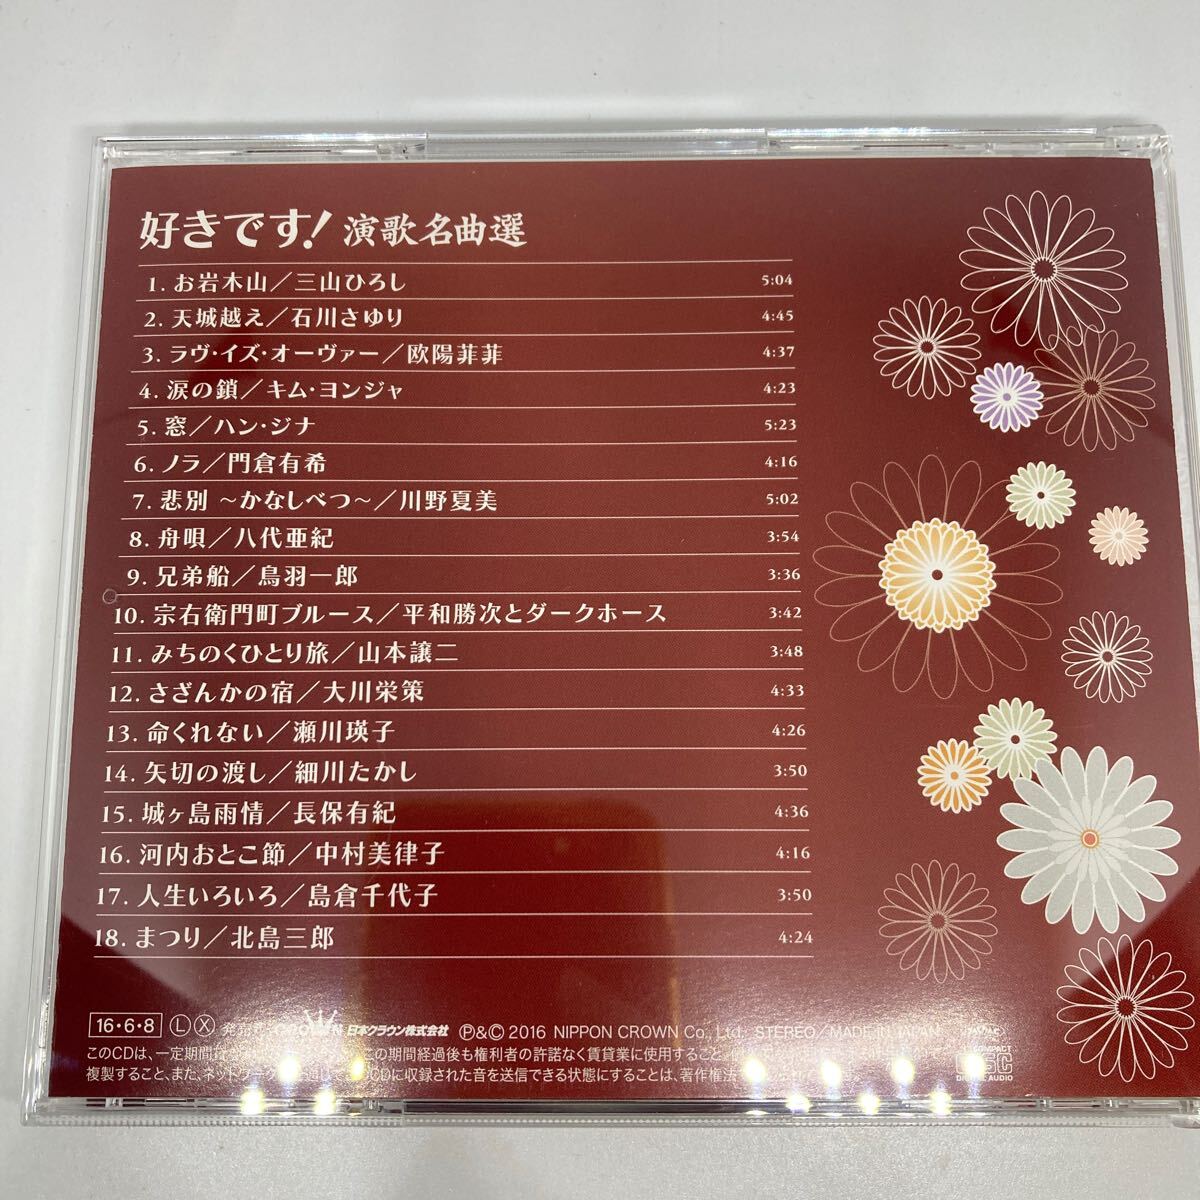 好きです! 演歌名曲選
1. お岩木山／三山ひろし 5:04
2. 天城越え／石川さゆり 4:45
3. ラヴ・イズ・オーヴァー／欧陽菲菲 4:37
4. 涙の鎖／キム・ヨンジャ 4:23
5. 窓／ハン・ジナ 5:23
6. ノラ／門倉有希 4:16
7. 悲別 ～かなしべつ～／川野夏美 5:02
8. 舟唄／八代亜紀 3:54
9. 兄弟船／鳥羽一郎 3:36
10. 宗右衛門町ブルース／平和勝次とダークホース 3:42
11. みちのくひとり旅／山本譲二 3:48
12. さざんかの宿／大川栄策 4:33
13. 命くれない／瀬川瑛子 4:26
14. 矢切の渡し／細川たかし 3:50
15. 城ヶ島雨情／長保有紀 4:36
16. 河内おとこ節／中村美律子 4:16
17. 人生いろいろ／島倉千代子 3:50
18. まつり／北島三郎 4:24
16・6・8 Ⓛ Ⓧ CROWN 日本クラウン株式会社 Ⓟ&Ⓒ 2016 NIPPON CROWN Co., Ltd. STEREO／MADE IN JAPAN
このCDは、一定期間 この期間経過後も権利者の許諾なく賃貸業に使用すること、
複製すること、また、ネットワーク CDに収録された音を送信できる状態にすることは、著作権法
COMPACT
DISC
DIGITAL AUDIO